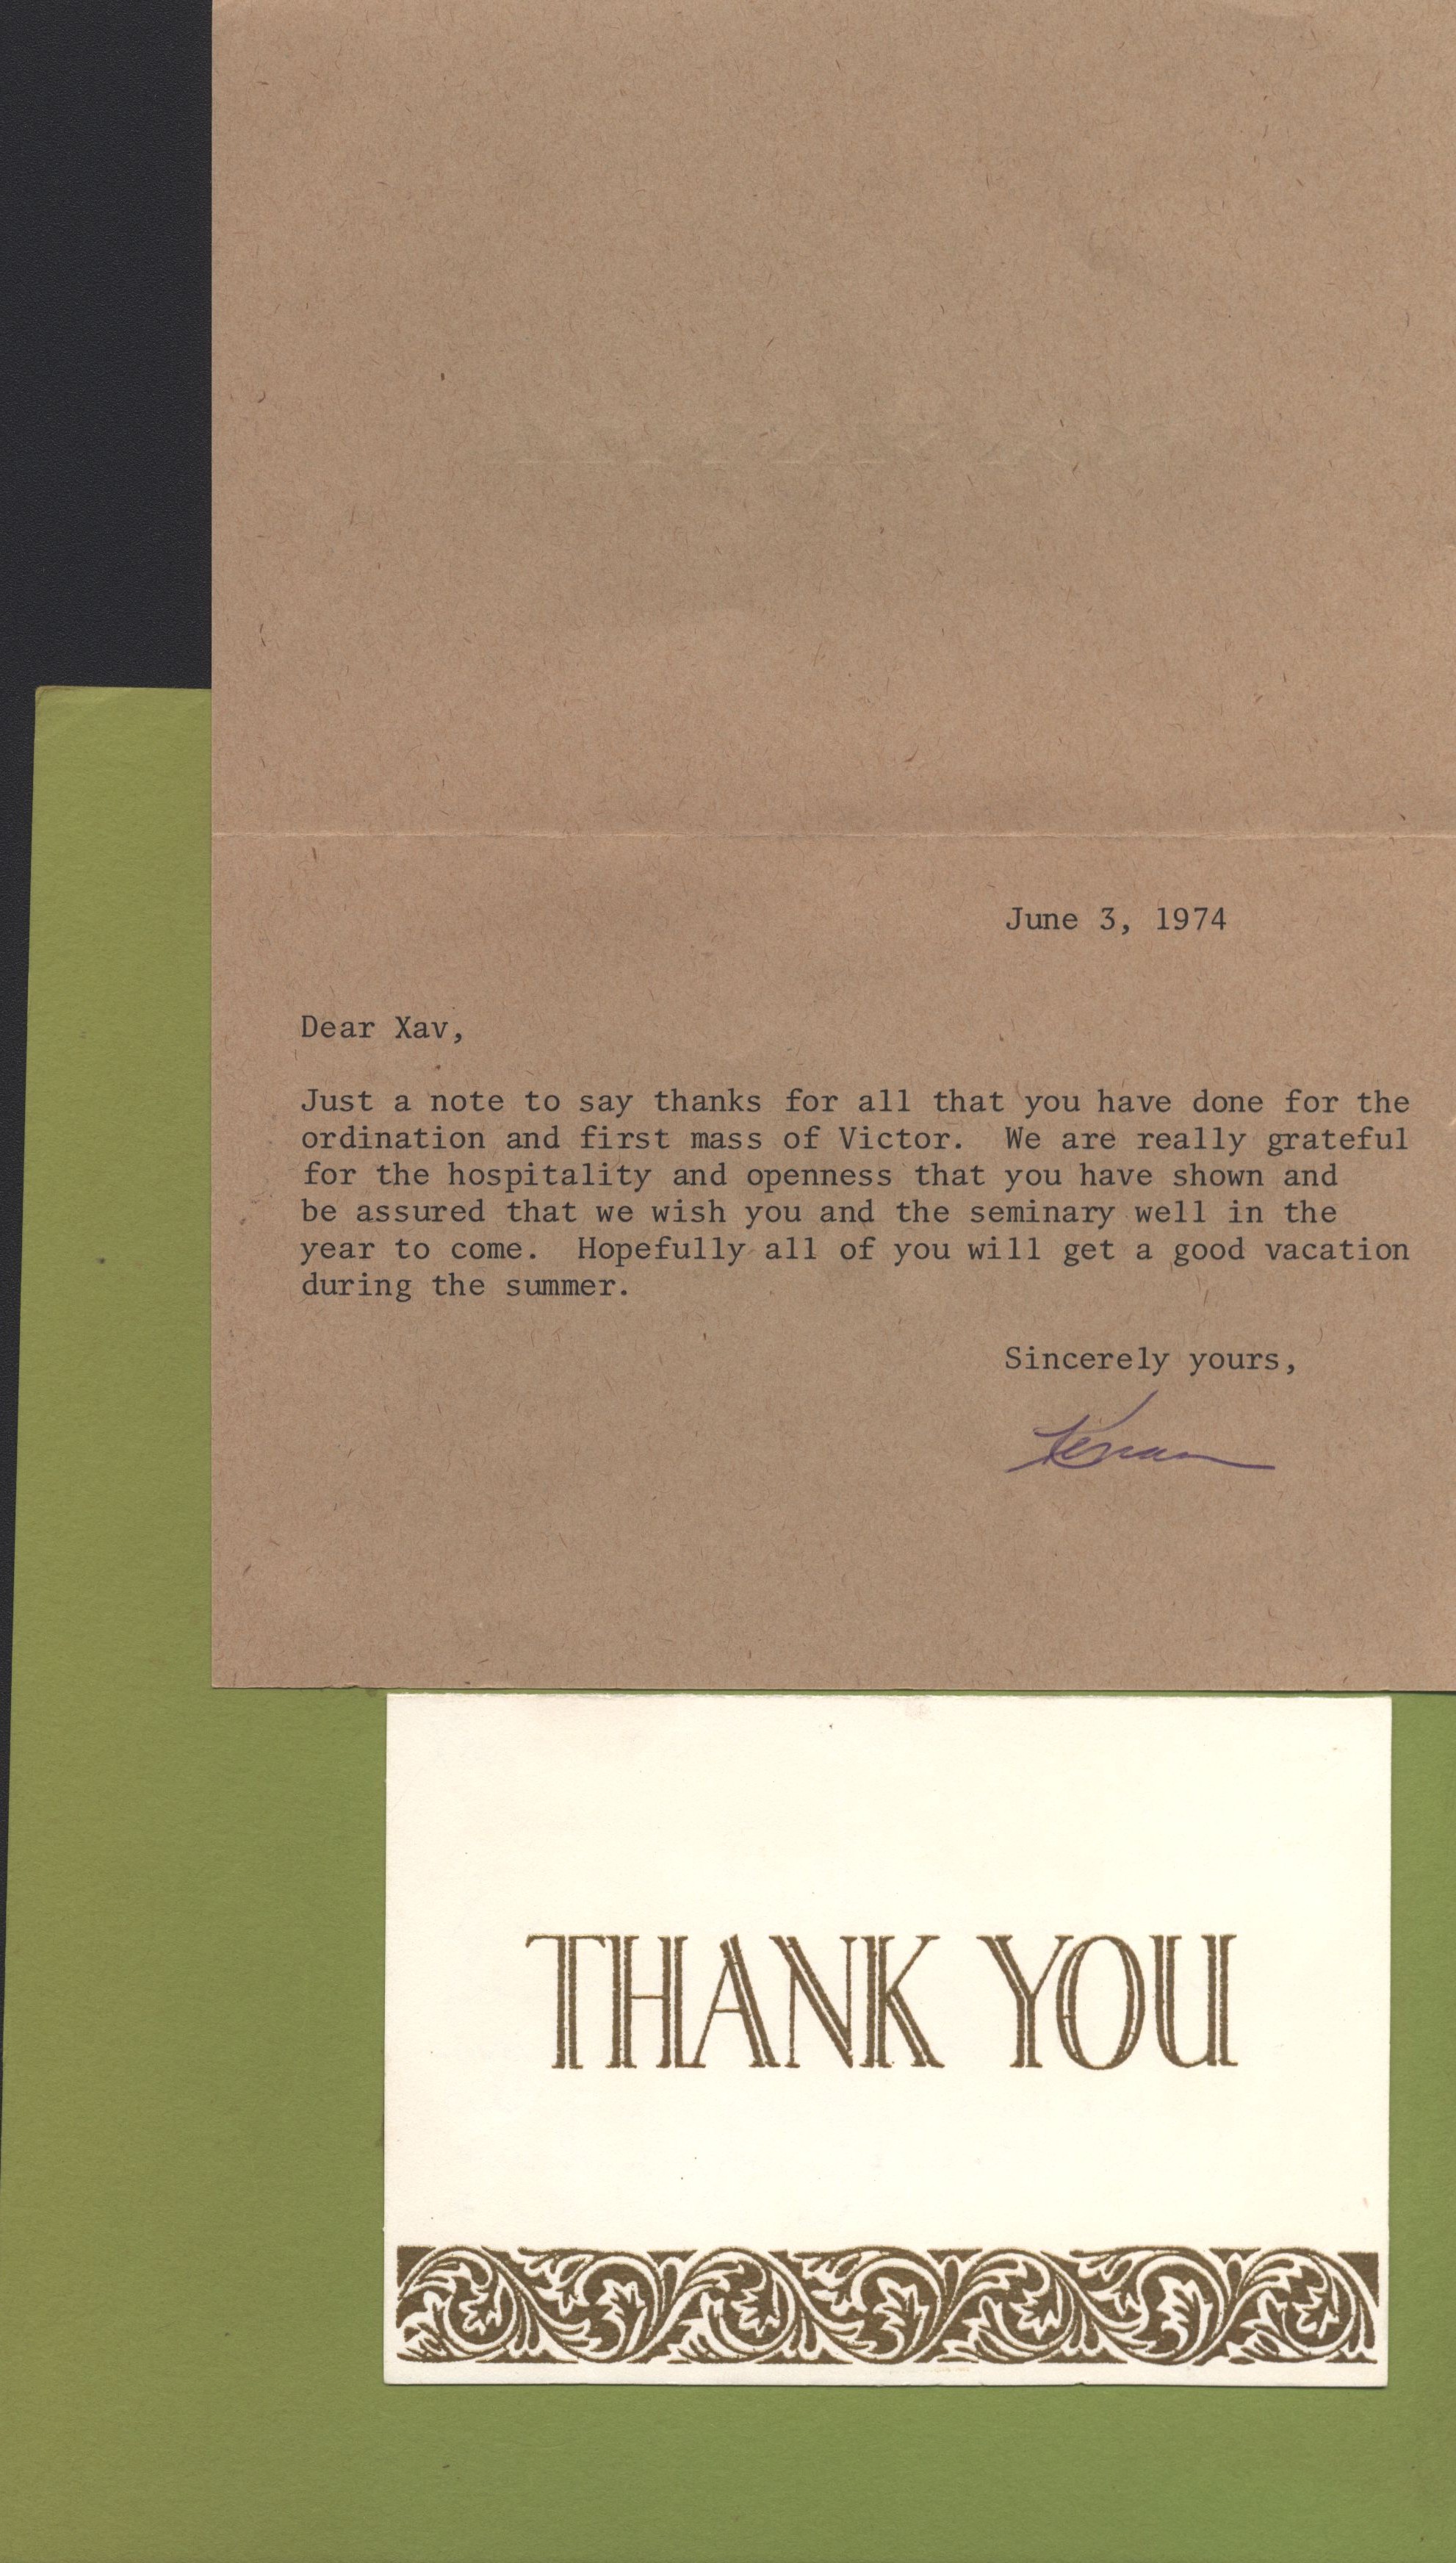 June 3, 1974
Dear Xav,
Just a note to say thanks for all that you have done for the
ordination and first mass of Victor.  We are really grateful
for the hospitality and openness that you have shown and
be assured that we wish you and the seminary well in the
year to come.  Hopefully all of you will get a good vacation
during the summer.
Sincerely yours,
THANK YOU